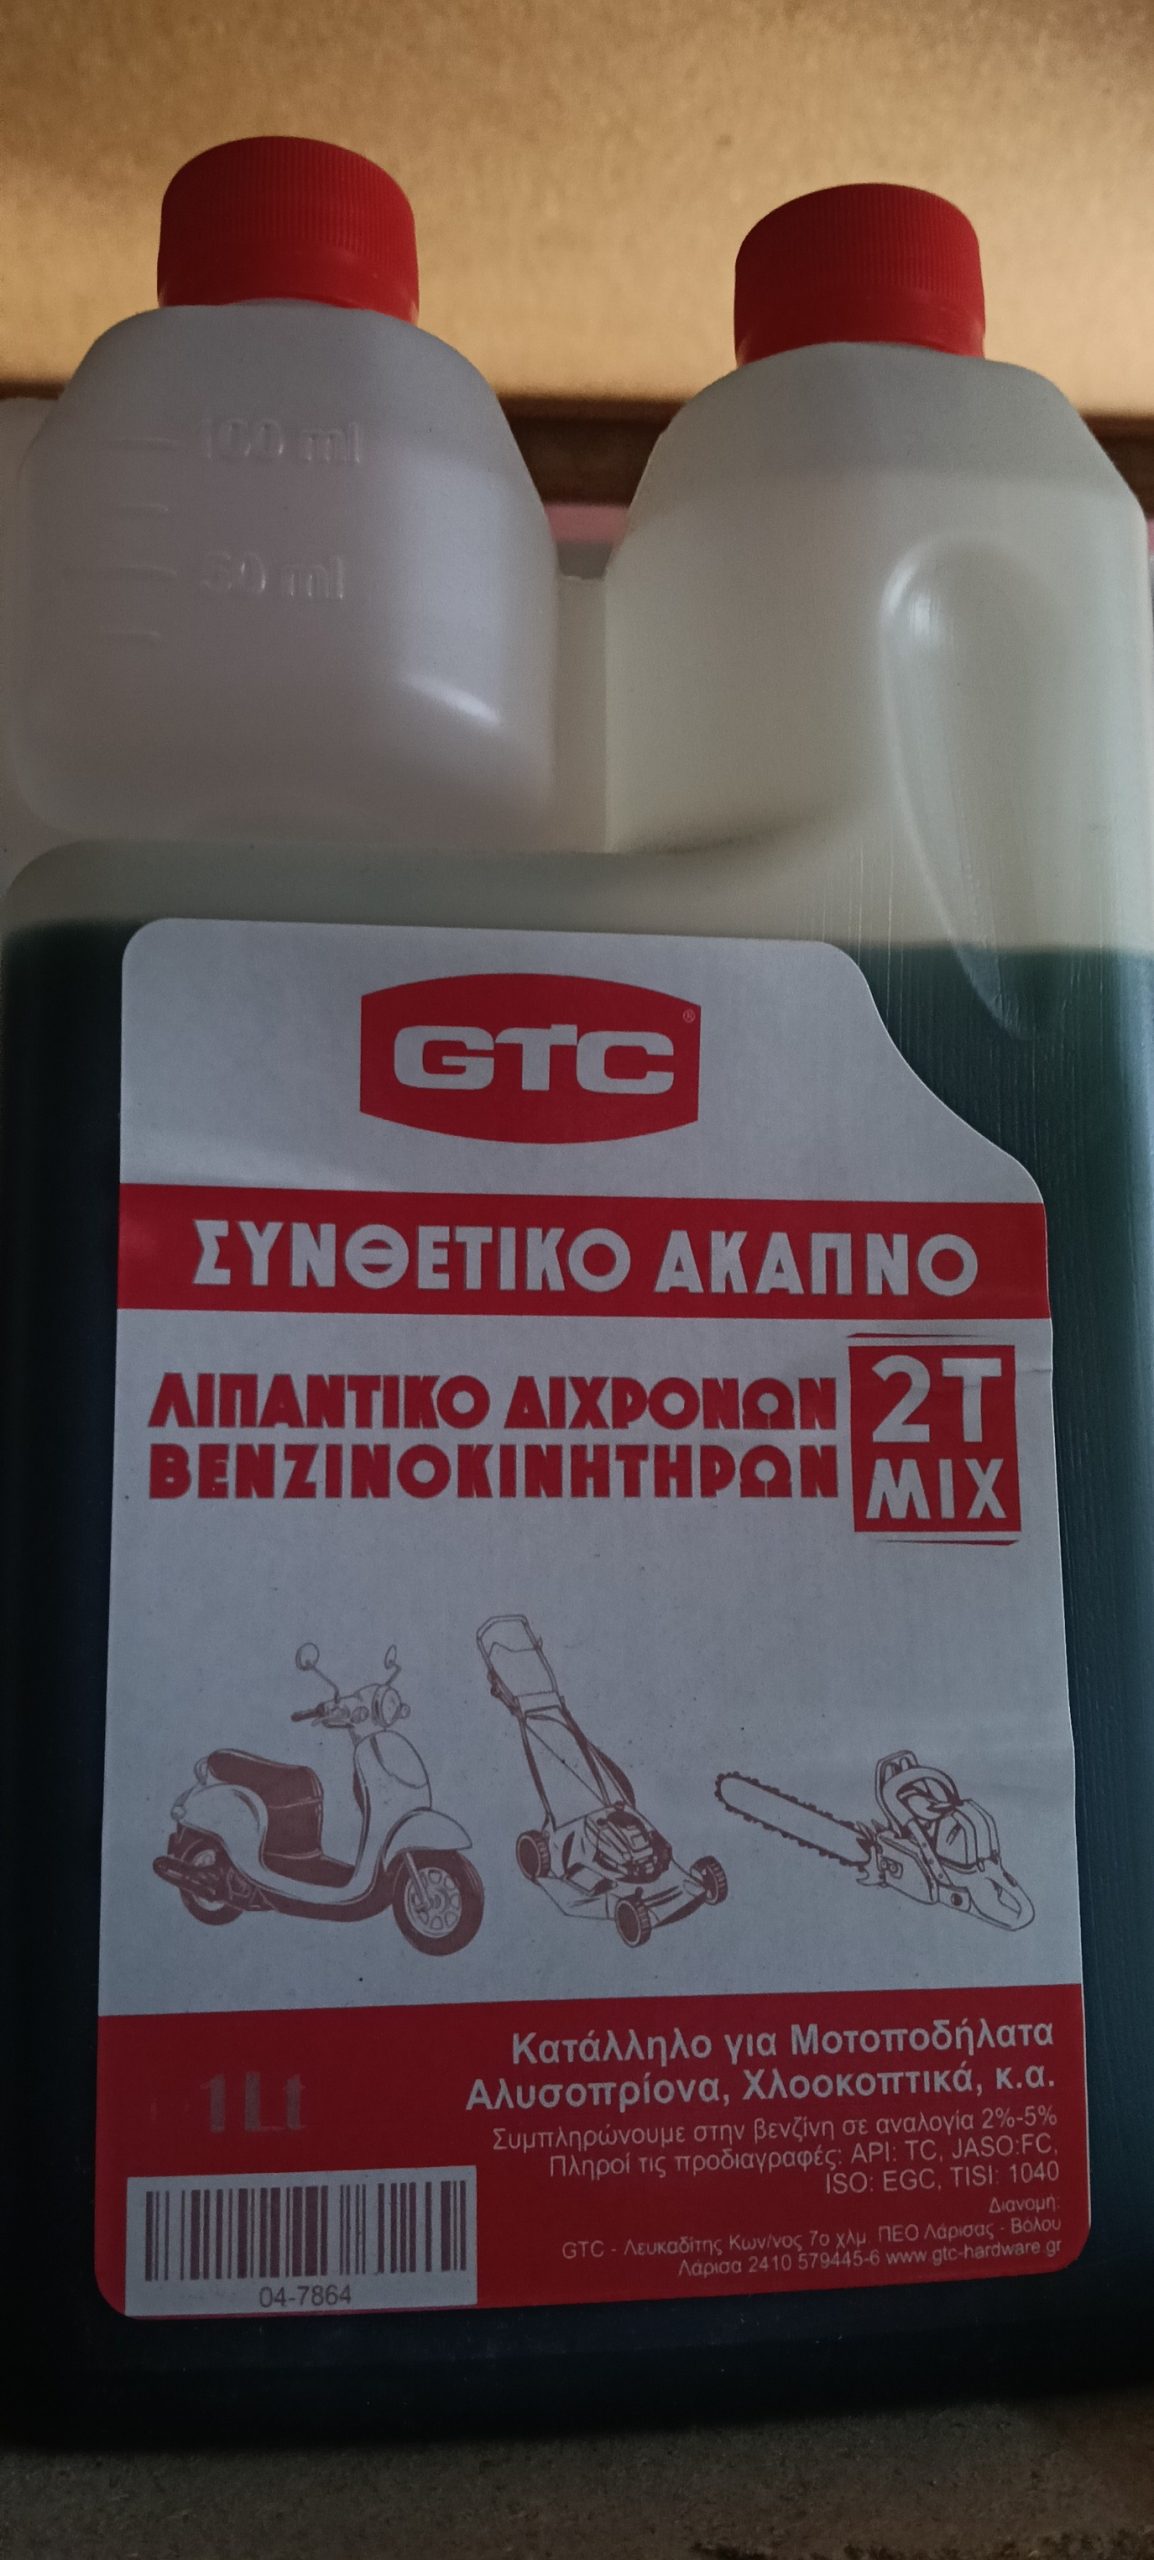 100 ml
50 ml
GTC ®
ΣΥΝΘΕΤΙΚΟ ΑΚΑΠΝΟ
ΛΙΠΑΝΤΙΚΟ ΔΙΧΡΟΝΩΝ
ΒΕΝΖΙΝΟΚΙΝΗΤΗΡΩΝ
2T
MIX
Κατάλληλο για Μοτοποδήλατα
Αλυσοπρίονα, Χλοοκοπτικά, κ.α.
1Lt
Συμπληρώνουμε στην βενζίνη σε αναλογία 2%-5%
Πληροί τις προδιαγραφές: API: TC, JASO:FC,
ISO: EGC, TISI: 1040
Διανομή:
GTC - Λευκαδίτης Κων/νος 7ο χλμ. ΠΕΟ Λάρισας - Βόλου
Λάρισα 2410 579445-6 www.gtc-hardware.gr
04-7864